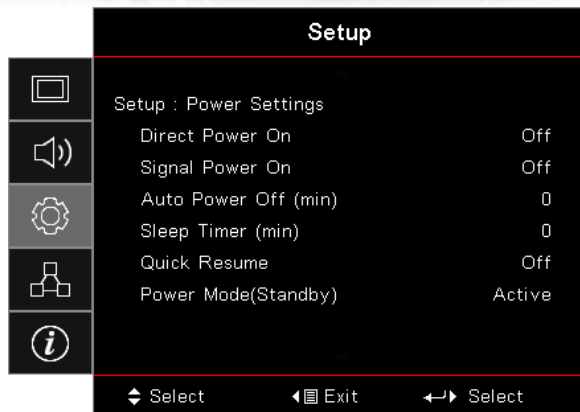 Setup
Setup : Power Settings
Direct Power On Off
Signal Power On Off
Auto Power Off (min) 0
Sleep Timer (min) 0
Quick Resume Off
Power Mode(Standby) Active
Select Exit Select